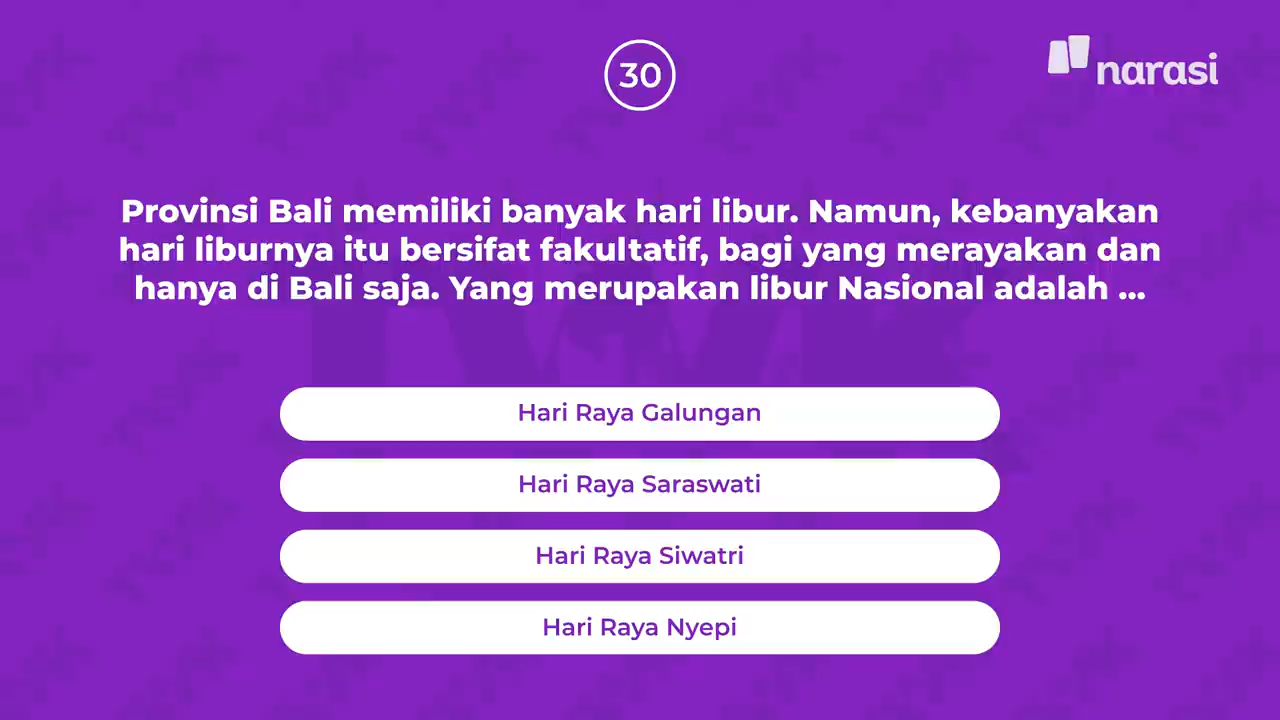 30
narasi
Provinsi Bali memiliki banyak hari libur. Namun, kebanyakan
hari liburnya itu bersifat fakultatif, bagi yang merayakan dan
hanya di Bali saja. Yang merupakan libur Nasional adalah ...
Hari Raya Galungan
Hari Raya Saraswati
Hari Raya Siwatri
Hari Raya Nyepi